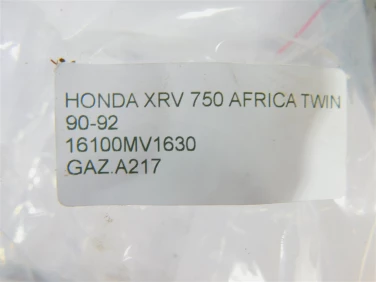 HONDA XRV 750 AFRICA TWIN
90-92
16100MV1630
GAZ.A217